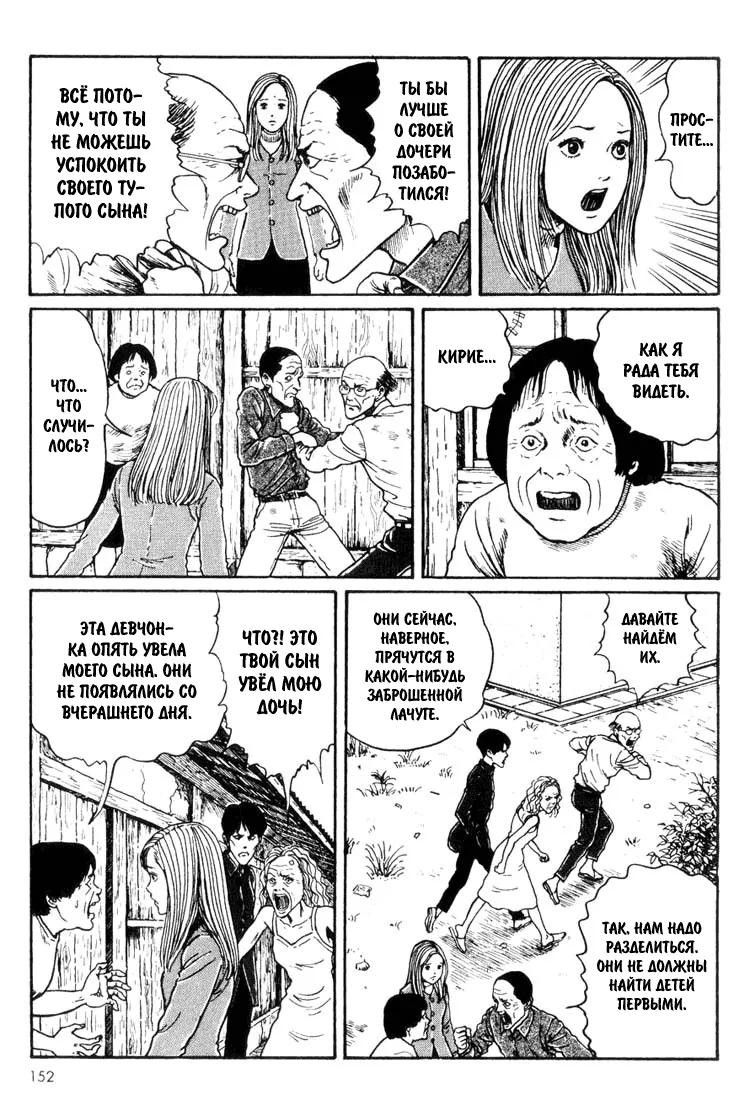 ВСЁ ПОТО-
МУ, ЧТО ТЫ
НЕ МОЖЕШЬ
УСПОКОИТЬ
СВОЕГО ТУ-
ПОГО СЫНА!
ТЫ БЫ
ЛУЧШЕ
О СВОЕЙ
ДОЧЕРИ
ПОЗАБО-
ТИЛСЯ!
ПРОС-
ТИТЕ...
ЧТО...
ЧТО
СЛУЧИ-
ЛОСЬ?
КИРИЕ...
КАК Я
РАДА ТЕБЯ
ВИДЕТЬ.
ЭТА ДЕВЧОН-
КА ОПЯТЬ УВЕЛА
МОЕГО СЫНА. ОНИ
НЕ ПОЯВЛЯЛИСЬ СО
ВЧЕРАШНЕГО ДНЯ.
ЧТО?! ЭТО
ТВОЙ СЫН
УВЁЛ МОЮ
ДОЧЬ!
ОНИ СЕЙЧАС,
НАВЕРНОЕ,
ПРЯЧУТСЯ В
КАКОЙ-НИБУДЬ
ЗАБРОШЕННОЙ
ЛАЧУГЕ.
ДАВАЙТЕ
НАЙДЁМ
ИХ.
ТАК, НАМ НАДО
РАЗДЕЛИТЬСЯ.
ОНИ НЕ ДОЛЖНЫ
НАЙТИ ДЕТЕЙ
ПЕРВЫМИ.
152